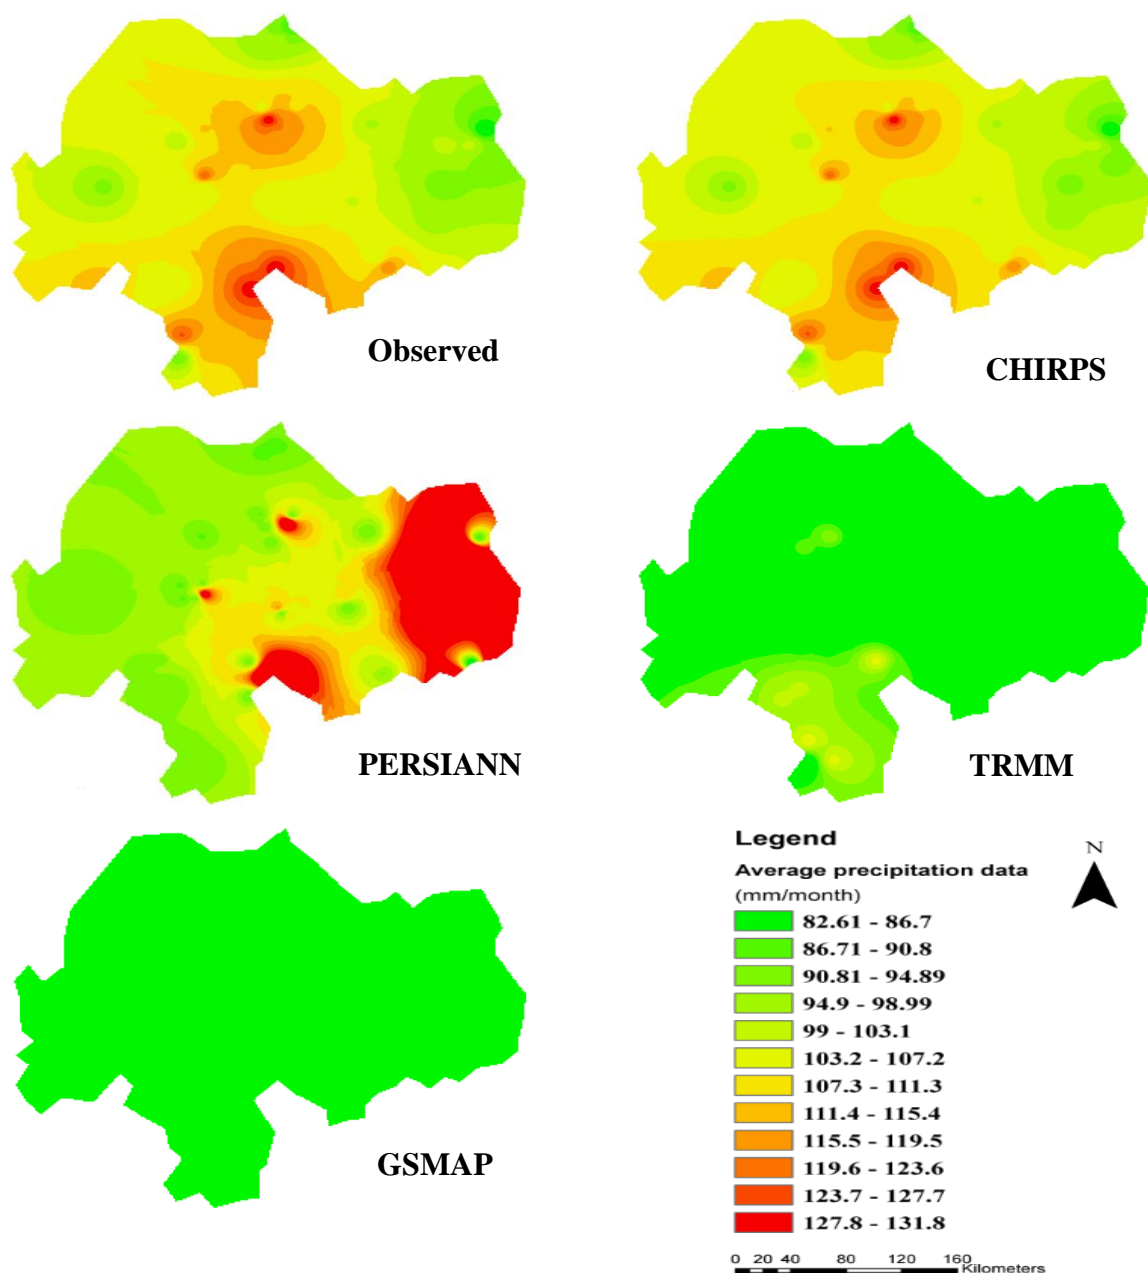 Observed
CHIRPS
PERSIANN
TRMM
GSMAP
Legend
Average precipitation data
(mm/month)
82.61 - 86.7
86.71 - 90.8
90.81 - 94.89
94.9 - 98.99
99 - 103.1
103.2 - 107.2
107.3 - 111.3
111.4 - 115.4
115.5 - 119.5
119.6 - 123.6
123.7 - 127.7
127.8 - 131.8
N
0 20 40 80 120 160
Kilometers